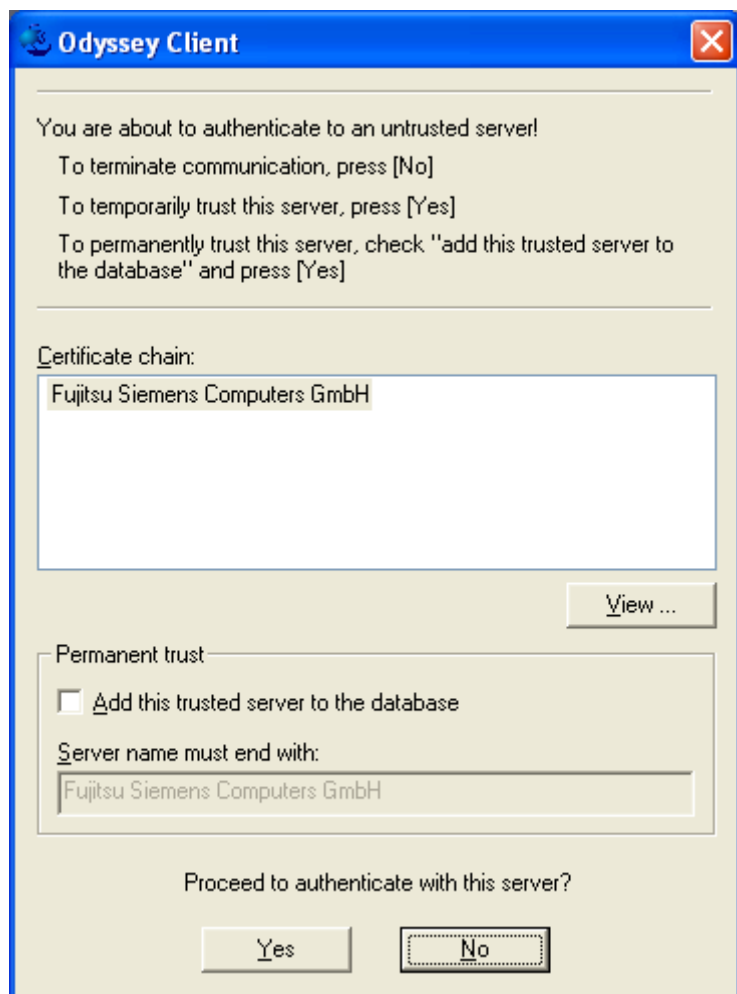 Odyssey Client
You are about to authenticate to an untrusted server!
To terminate communication, press [No]
To temporarily trust this server, press [Yes]
To permanently trust this server, check "add this trusted server to
the database" and press [Yes]
Certificate chain:
Fujitsu Siemens Computers GmbH
View ...
Permanent trust
Add this trusted server to the database
Server name must end with:
Fujitsu Siemens Computers GmbH
Proceed to authenticate with this server?
Yes
No